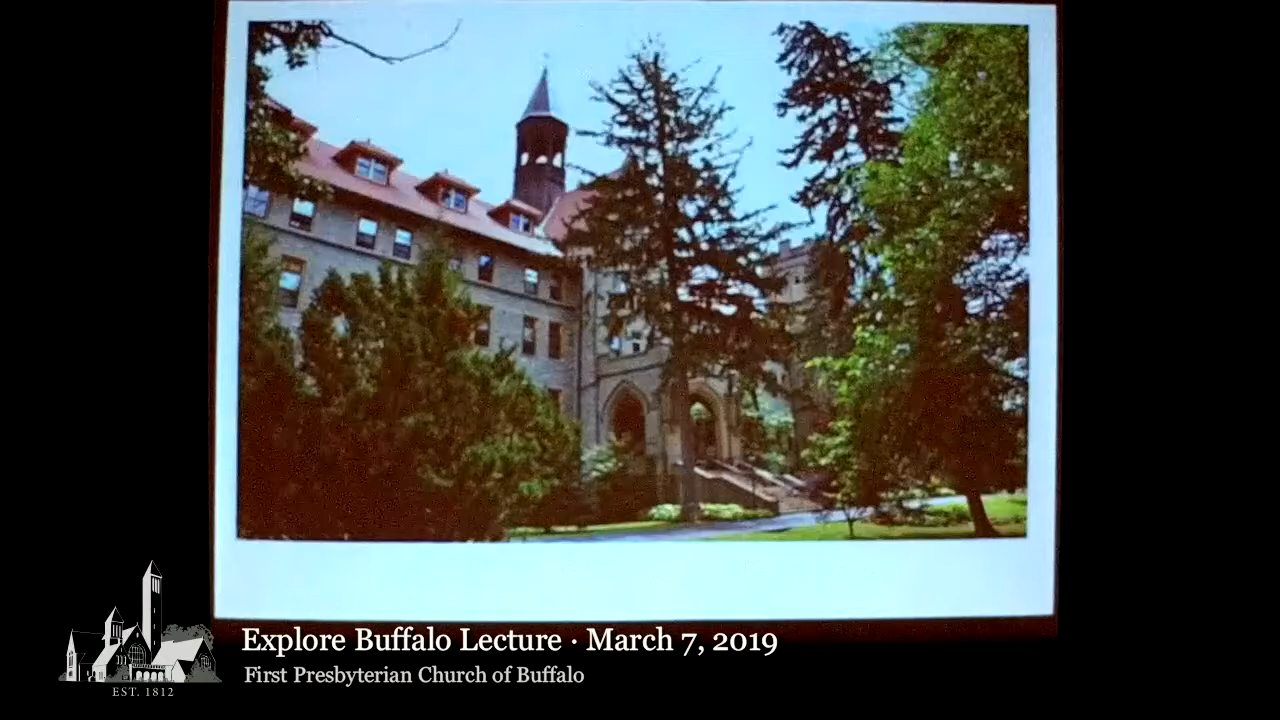 Explore Buffalo Lecture · March 7, 2019
First Presbyterian Church of Buffalo
EST. 1812